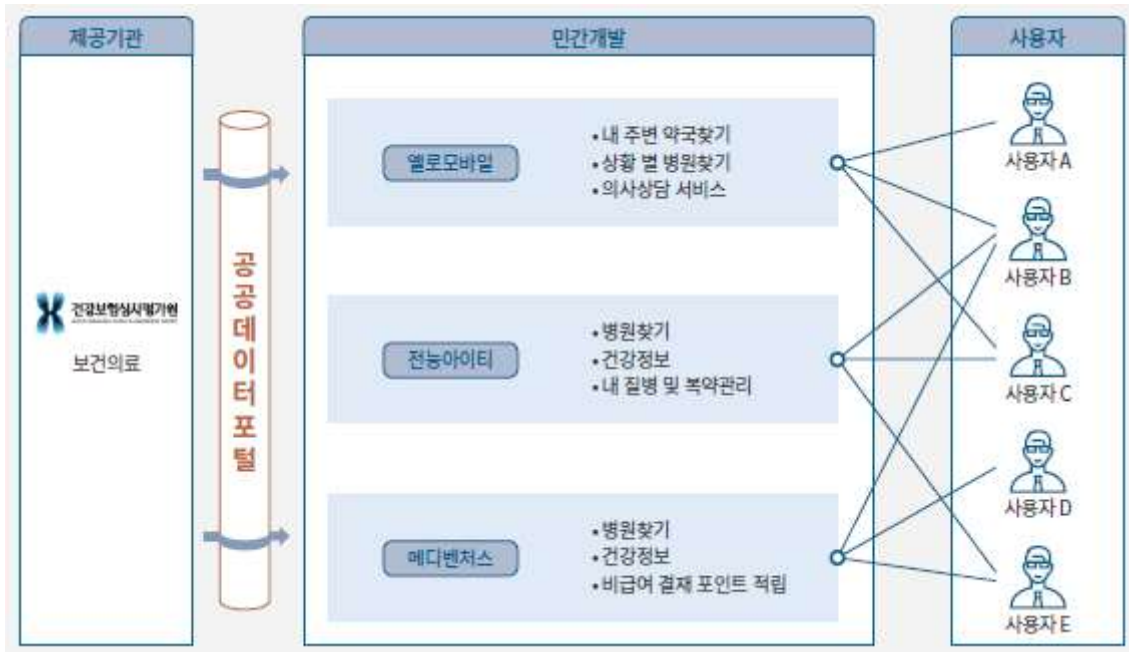 제공기관
건강보험심사평가원
보건의료
공공데이터포털
민간개발
옐로모바일
• 내 주변 약국찾기
• 상황 별 병원찾기
• 의사상담 서비스
전능아이티
• 병원찾기
• 건강정보
• 내 질병 및 복약관리
메디벤처스
• 병원찾기
• 건강정보
• 비급여 결재 포인트 적립
사용자
사용자 A
사용자 B
사용자 C
사용자 D
사용자 E